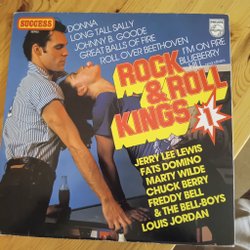 SUCCESS
PHILIPS
DONNA
LONG TALL SALLY
JOHNNY B. GOODE
GREAT BALLS OF FIRE
ROLL OVER BEETHOVEN
I'M ON FIRE
BLUEBERRY
ROCK
& ROLL
KINGS
1
JERRY LEE LEWIS
FATS DOMINO
MARTY WILDE
CHUCK BERRY
FREDDY BELL
& THE BELL-BOYS
LOUIS JORDAN